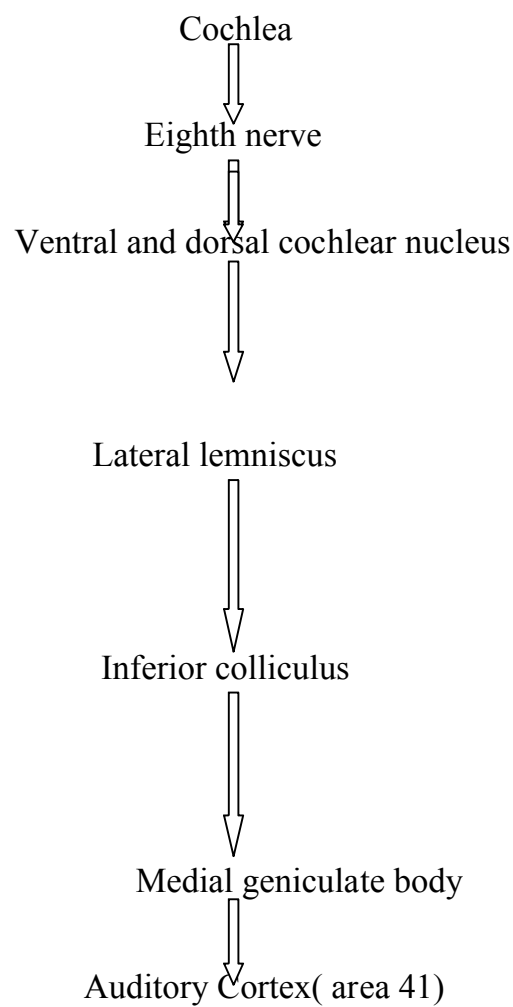 Cochlea
Eighth nerve
Ventral and dorsal cochlear nucleus
Lateral lemniscus
Inferior colliculus
Medial geniculate body
Auditory Cortex( area 41)